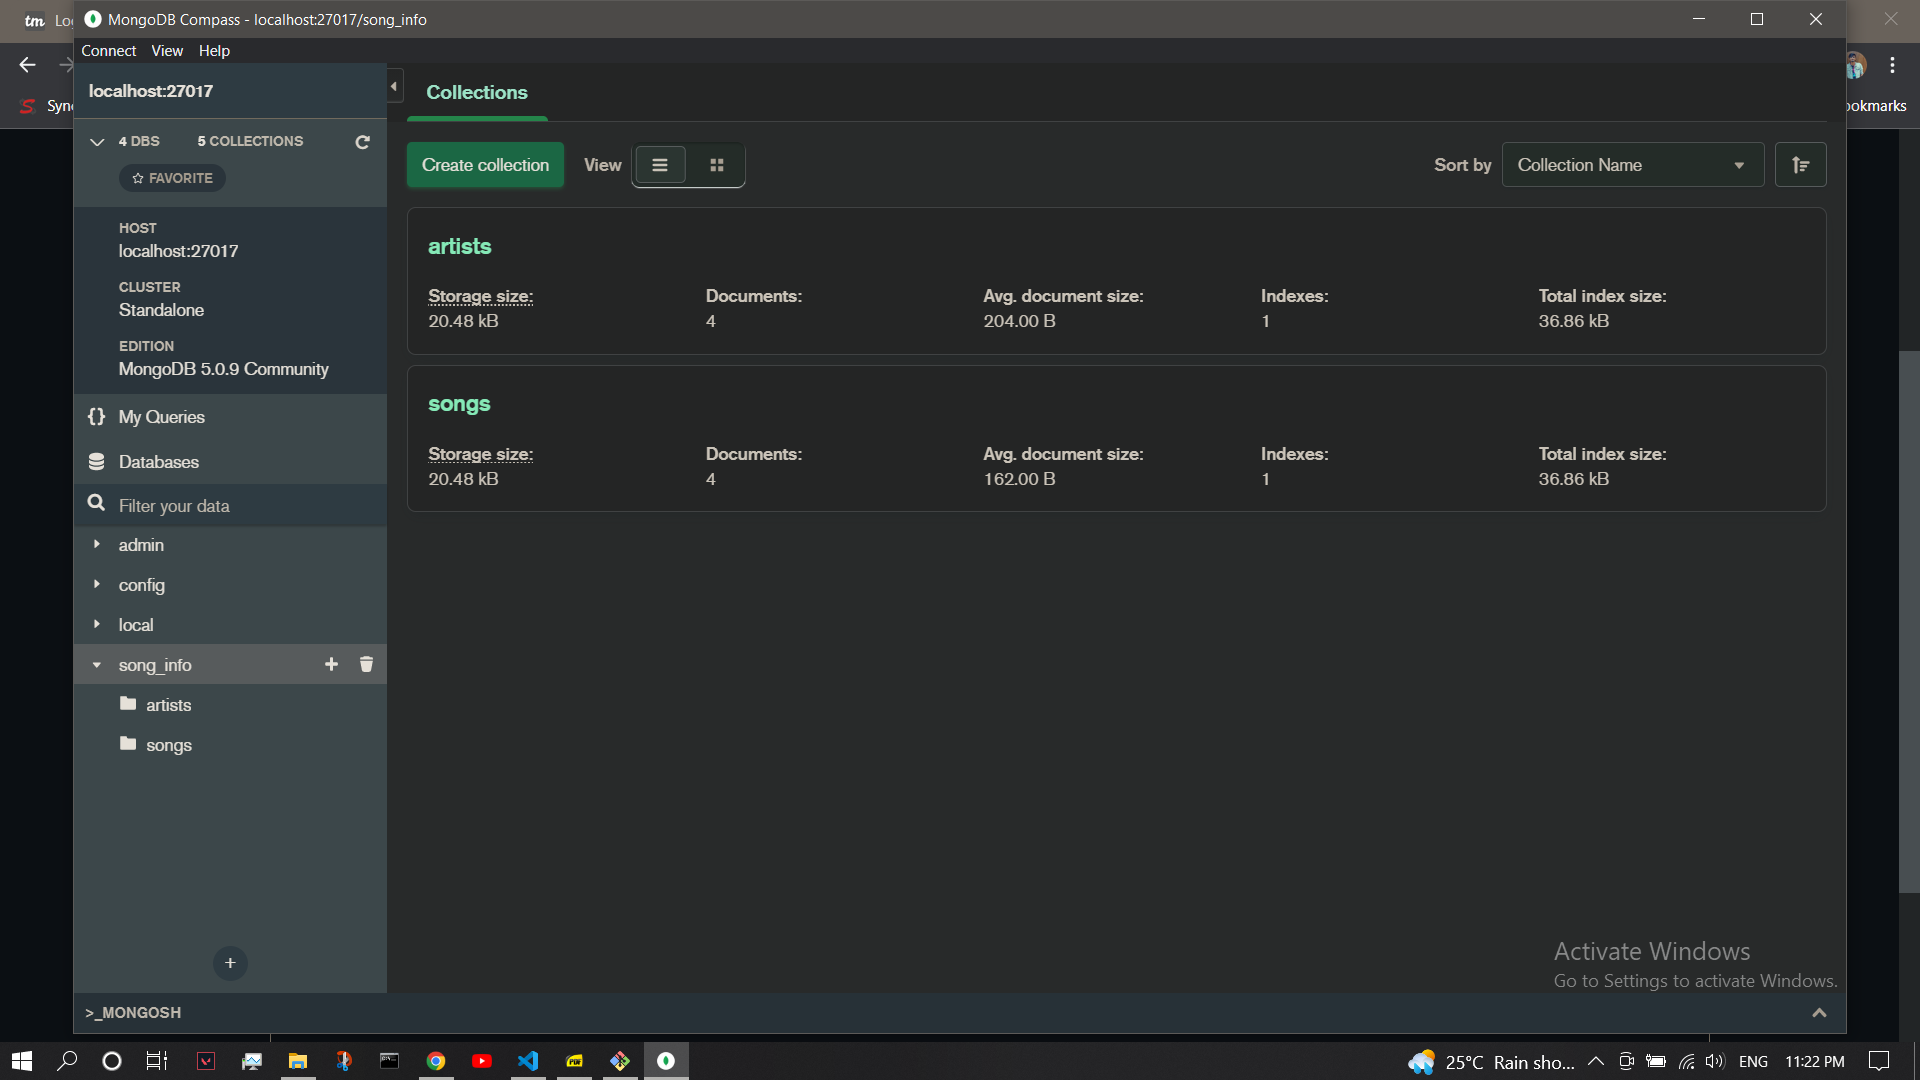 tm
MongoDB Compass - localhost:27017/song_info
Connect View Help
localhost:27017
Collections
ookmarks
4 DBS 5 COLLECTIONS
FAVORITE
Create collection View
Sort by Collection Name
HOST
localhost:27017
CLUSTER
Standalone
EDITION
MongoDB 5.0.9 Community
My Queries
Databases
Filter your data
admin
config
local
song_info
artists
songs
artists
Storage size: Documents: Avg. document size: Indexes: Total index size:
20.48 kB 4 204.00 B 1 36.86 kB
songs
Storage size: Documents: Avg. document size: Indexes: Total index size:
20.48 kB 4 162.00 B 1 36.86 kB
Activate Windows
Go to Settings to activate Windows.
>_MONGOSH
25°C Rain sho... ENG 11:22 PM